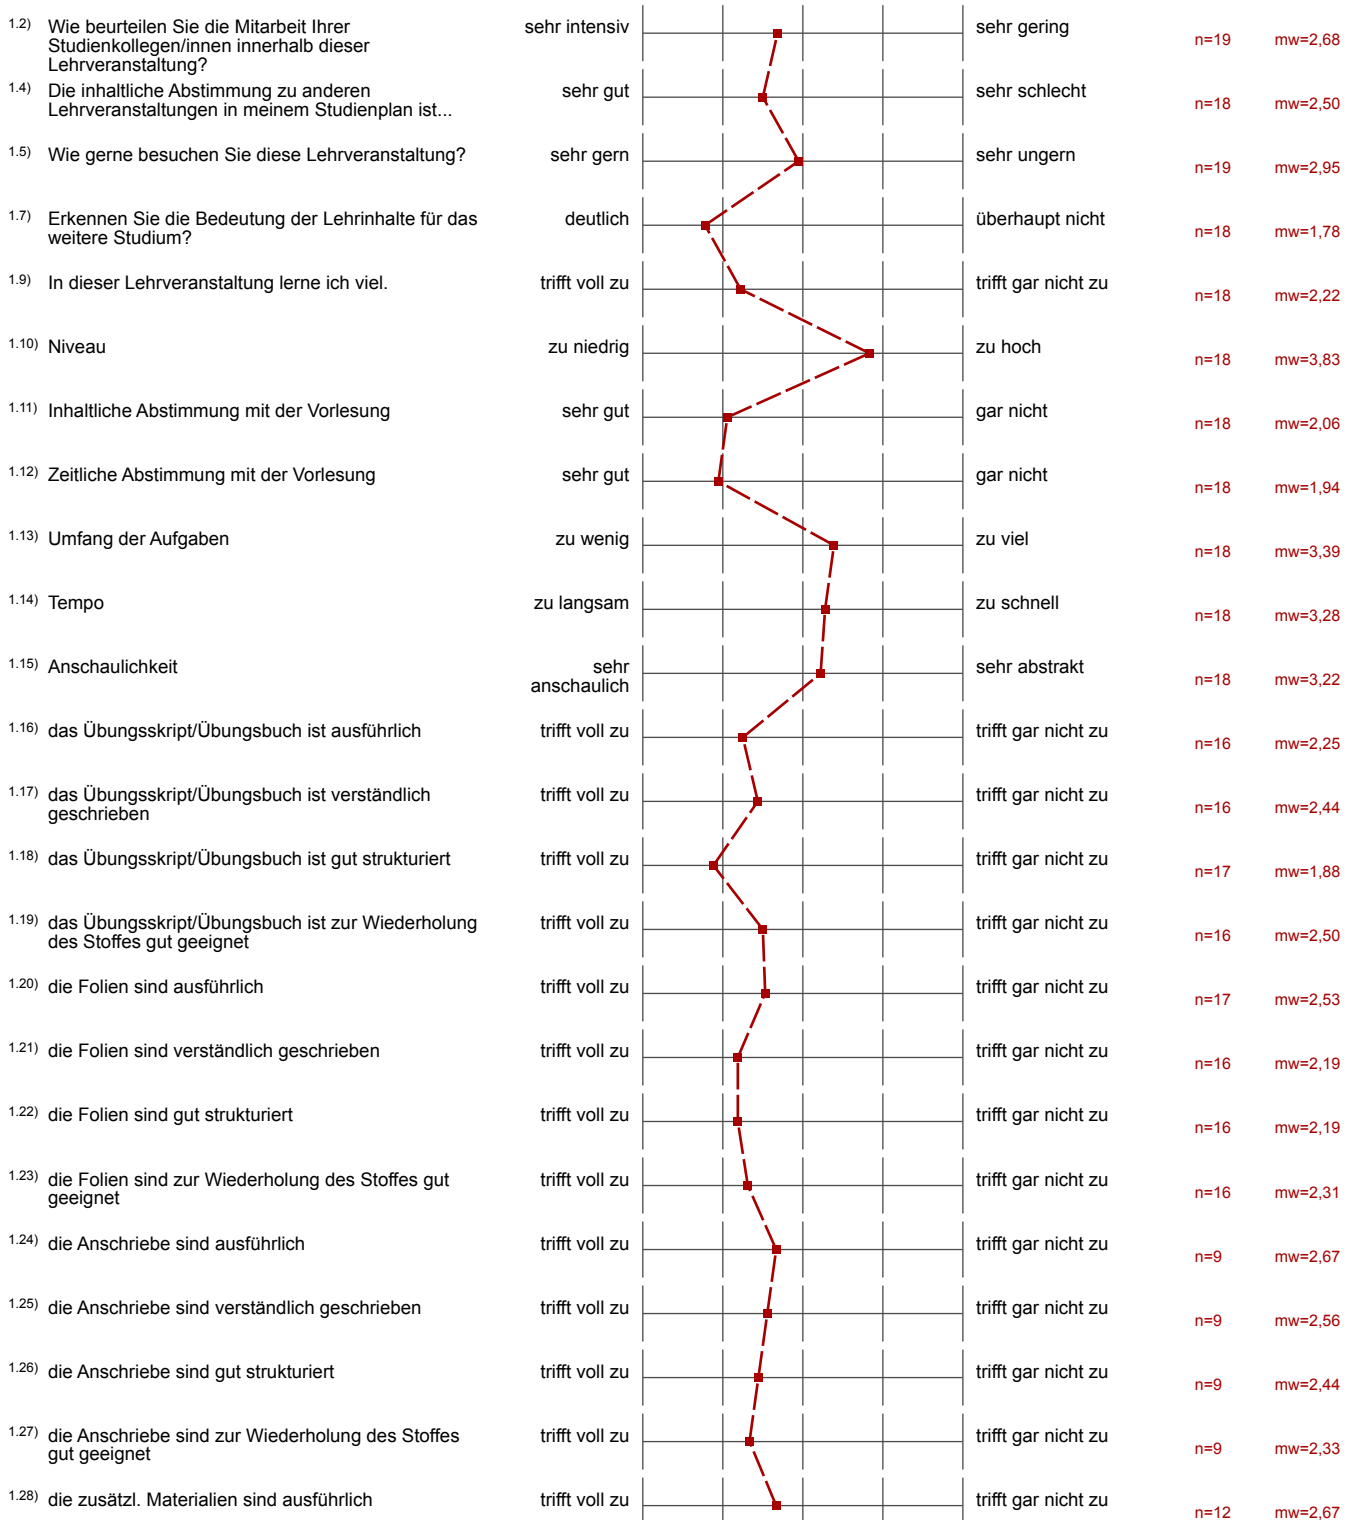 1.2) Wie beurteilen Sie die Mitarbeit Ihrer
Studienkollegen/innen innerhalb dieser
Lehrveranstaltung?
sehr intensiv
sehr gering
n=19
mw=2,68
1.4) Die inhaltliche Abstimmung zu anderen
Lehrveranstaltungen in meinem Studienplan ist...
sehr gut
sehr schlecht
n=18
mw=2,50
1.5) Wie gerne besuchen Sie diese Lehrveranstaltung?
sehr gern
sehr ungern
n=19
mw=2,95
1.7) Erkennen Sie die Bedeutung der Lehrinhalte für das
weitere Studium?
deutlich
überhaupt nicht
n=18
mw=1,78
1.9) In dieser Lehrveranstaltung lerne ich viel.
trifft voll zu
trifft gar nicht zu
n=18
mw=2,22
1.10) Niveau
zu niedrig
zu hoch
n=18
mw=3,83
1.11) Inhaltliche Abstimmung mit der Vorlesung
sehr gut
gar nicht
n=18
mw=2,06
1.12) Zeitliche Abstimmung mit der Vorlesung
sehr gut
gar nicht
n=18
mw=1,94
1.13) Umfang der Aufgaben
zu wenig
zu viel
n=18
mw=3,39
1.14) Tempo
zu langsam
zu schnell
n=18
mw=3,28
1.15) Anschaulichkeit
sehr
anschaulich
sehr abstrakt
n=18
mw=3,22
1.16) das Übungsskript/Übungsbuch ist ausführlich
trifft voll zu
trifft gar nicht zu
n=16
mw=2,25
1.17) das Übungsskript/Übungsbuch ist verständlich
geschrieben
trifft voll zu
trifft gar nicht zu
n=16
mw=2,44
1.18) das Übungsskript/Übungsbuch ist gut strukturiert
trifft voll zu
trifft gar nicht zu
n=17
mw=1,88
1.19) das Übungsskript/Übungsbuch ist zur Wiederholung
des Stoffes gut geeignet
trifft voll zu
trifft gar nicht zu
n=16
mw=2,50
1.20) die Folien sind ausführlich
trifft voll zu
trifft gar nicht zu
n=17
mw=2,53
1.21) die Folien sind verständlich geschrieben
trifft voll zu
trifft gar nicht zu
n=16
mw=2,19
1.22) die Folien sind gut strukturiert
trifft voll zu
trifft gar nicht zu
n=16
mw=2,19
1.23) die Folien sind zur Wiederholung des Stoffes gut
geeignet
trifft voll zu
trifft gar nicht zu
n=16
mw=2,31
1.24) die Anschriebe sind ausführlich
trifft voll zu
trifft gar nicht zu
n=9
mw=2,67
1.25) die Anschriebe sind verständlich geschrieben
trifft voll zu
trifft gar nicht zu
n=9
mw=2,56
1.26) die Anschriebe sind gut strukturiert
trifft voll zu
trifft gar nicht zu
n=9
mw=2,44
1.27) die Anschriebe sind zur Wiederholung des Stoffes
gut geeignet
trifft voll zu
trifft gar nicht zu
n=9
mw=2,33
1.28) die zusätzl. Materialien sind ausführlich
trifft voll zu
trifft gar nicht zu
n=12
mw=2,67